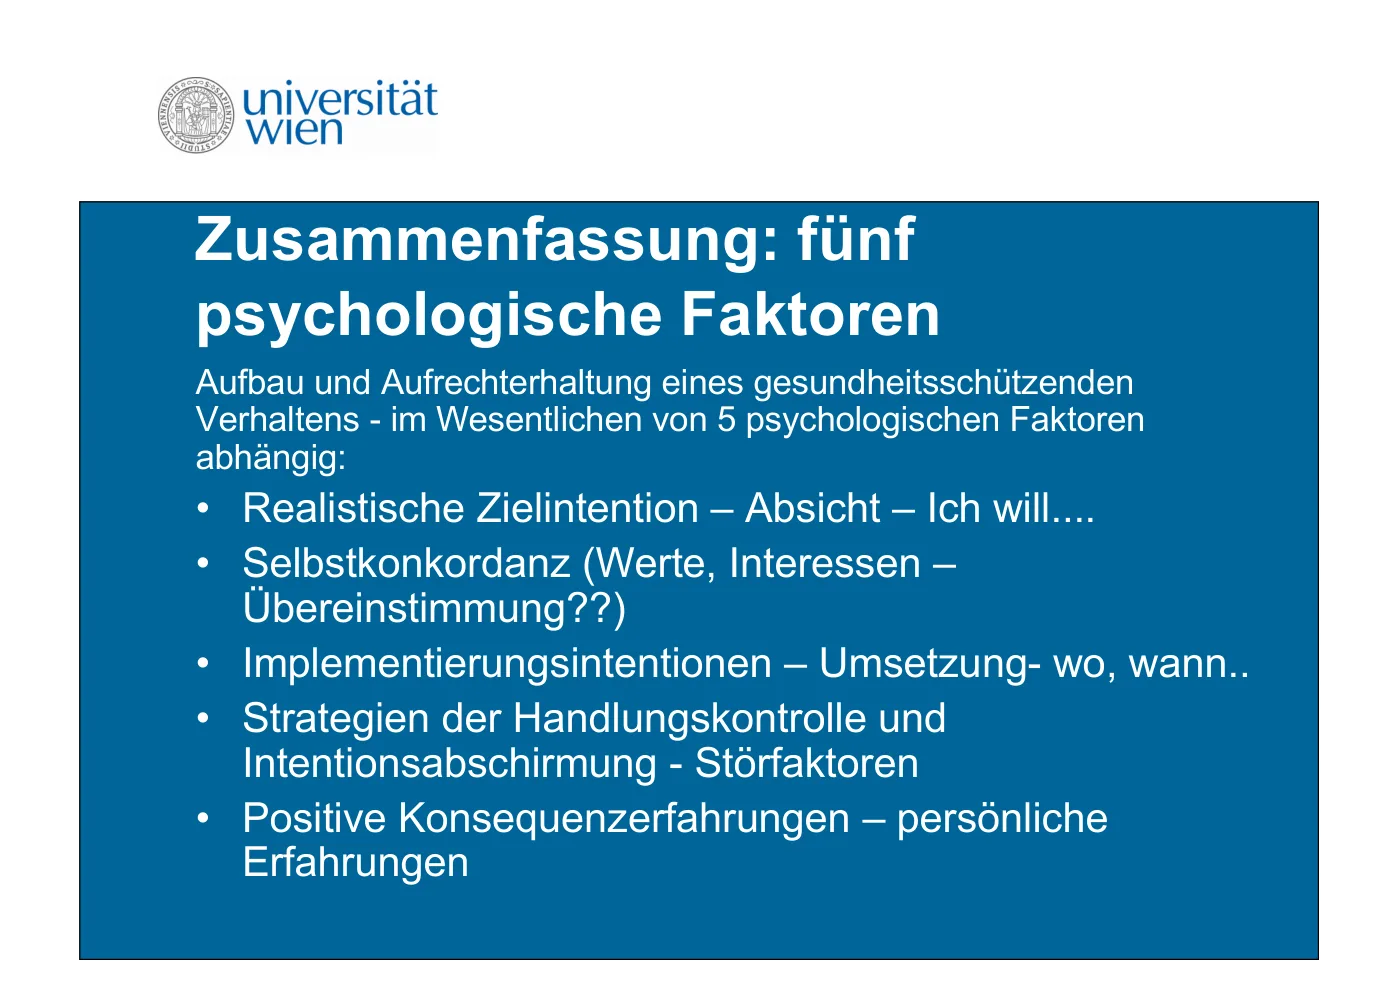 universität
wien
Zusammenfassung: fünf
psychologische Faktoren
Aufbau und Aufrechterhaltung eines gesundheitsschützenden
Verhaltens - im Wesentlichen von 5 psychologischen Faktoren
abhängig:
• Realistische Zielintention – Absicht – Ich will....
• Selbstkonkordanz (Werte, Interessen –
Übereinstimmung??)
• Implementierungsintentionen – Umsetzung- wo, wann..
• Strategien der Handlungskontrolle und
Intentionsabschirmung - Störfaktoren
• Positive Konsequenzerfahrungen – persönliche
Erfahrungen